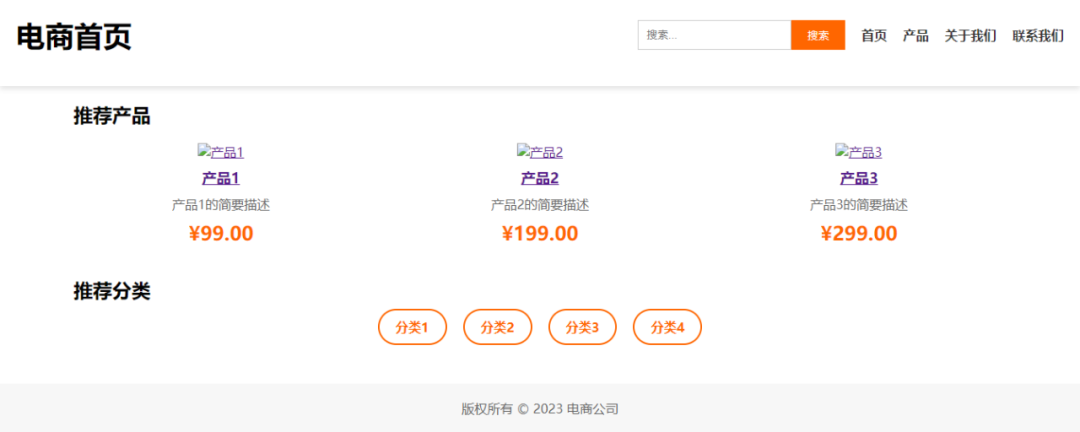 电商首页
搜索... 搜索 首页 产品 关于我们 联系我们
推荐产品
产品1 产品2 产品3
产品1 产品2 产品3
产品1的简要描述 产品2的简要描述 产品3的简要描述
¥99.00 ¥199.00 ¥299.00
推荐分类
分类1 分类2 分类3 分类4
版权所有 © 2023 电商公司